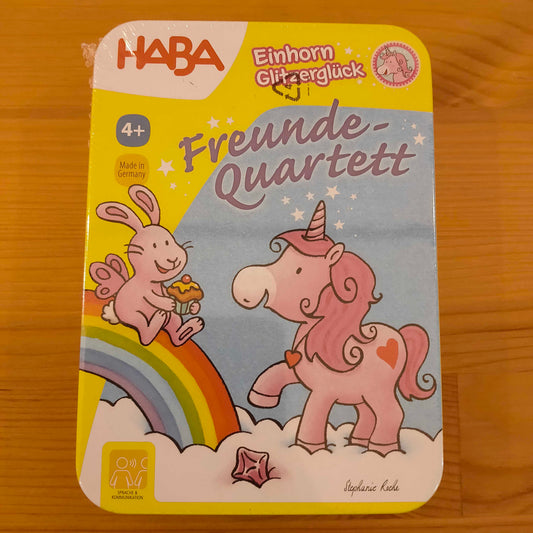 HABA
Einhorn
Glitzerglück
4+
Made in
Germany
Freunde-
Quartett
SPRACHE &
KOMMUNIKATION
Stephanie Roehe